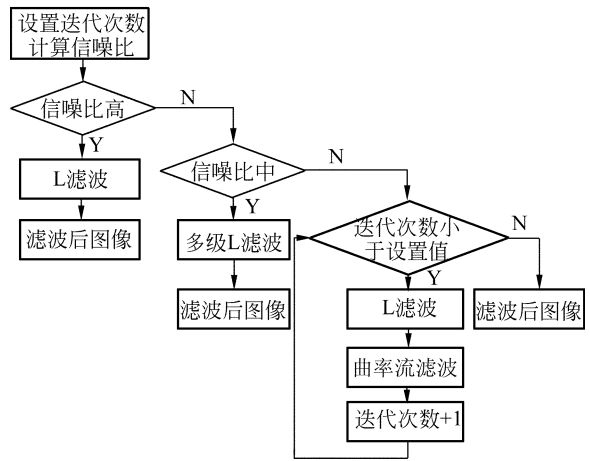 设置迭代次数
计算信噪比
信噪比高
N
Y
L滤波
滤波后图像
信噪比中
N
Y
多级L滤波
滤波后图像
迭代次数小
于设置值
N
Y
L滤波
滤波后图像
曲率流滤波
迭代次数+1